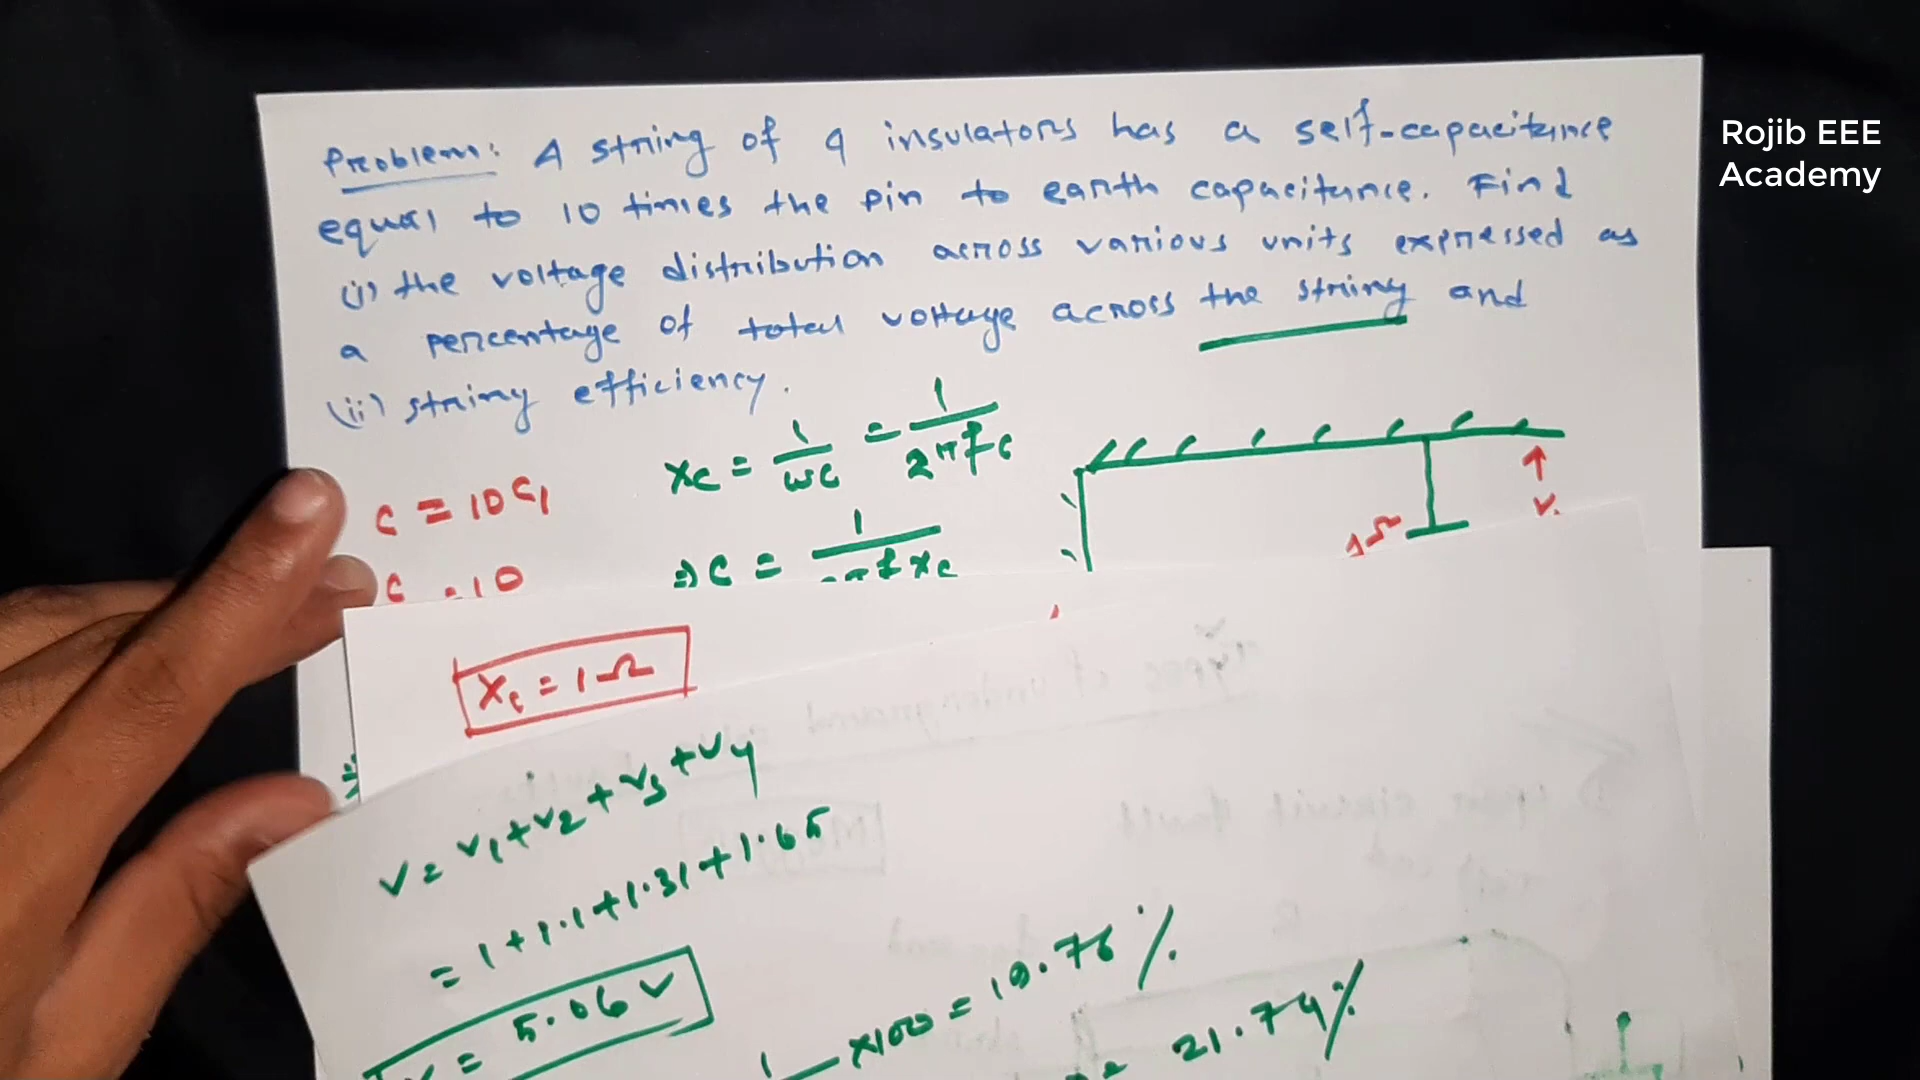 Problem: A string of 4 insulators has a self-capacitance
equal to 10 times the pin to earth capacitance. Find
(i) the voltage distribution across various units expressed as
a percentage of total voltage across the string and
(ii) string efficiency.
Rojib EEE
Academy
C = 10C1
Xc = 1/ωC = 1/2πfC
⇒ C = 1/2πfXc
1Ω
V
Xc = 1Ω
V = V1+V2+V3+V4
= 1+1.1+1.31+1.65
= 5.06V
×100 = 19.76%
= 21.74%